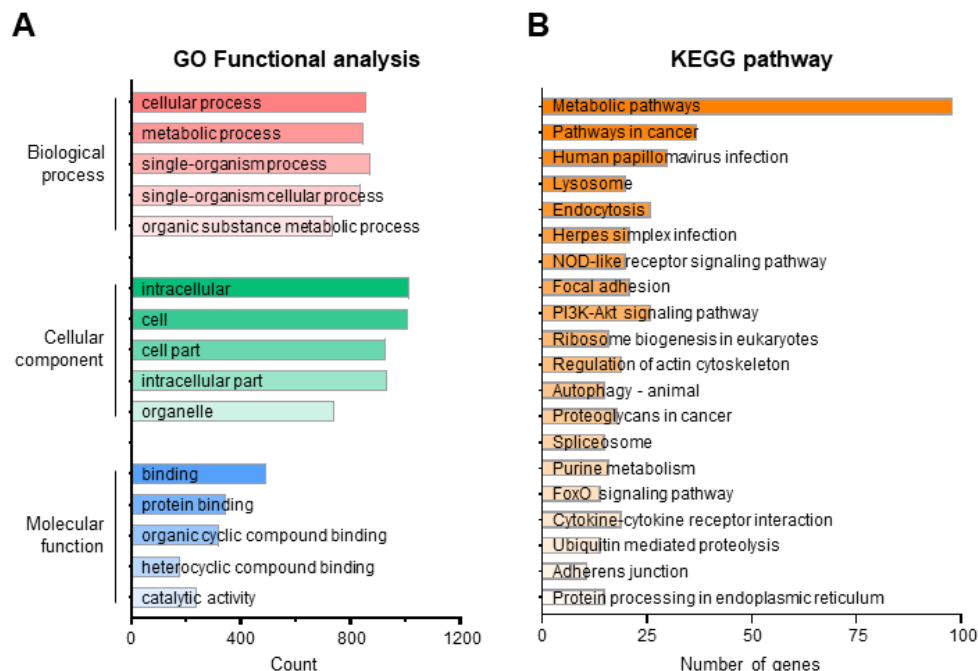 A
GO Functional analysis
Biological
process
cellular process
metabolic process
single-organism process
single-organism cellular process
organic substance metabolic process
Cellular
component
intracellular
cell
cell part
intracellular part
organelle
Molecular
function
binding
protein binding
organic cyclic compound binding
heterocyclic compound binding
catalytic activity
0 400 800 1200
Count
B
KEGG pathway
Metabolic pathways
Pathways in cancer
Human papillomavirus infection
Lysosome
Endocytosis
Herpes simplex infection
NOD-like receptor signaling pathway
Focal adhesion
PI3K-Akt signaling pathway
Ribosome biogenesis in eukaryotes
Regulation of actin cytoskeleton
Autophagy - animal
Proteoglycans in cancer
Spliceosome
Purine metabolism
FoxO signaling pathway
Cytokine-cytokine receptor interaction
Ubiquitin mediated proteolysis
Adherens junction
Protein processing in endoplasmic reticulum
0 25 75 100
Number of genes